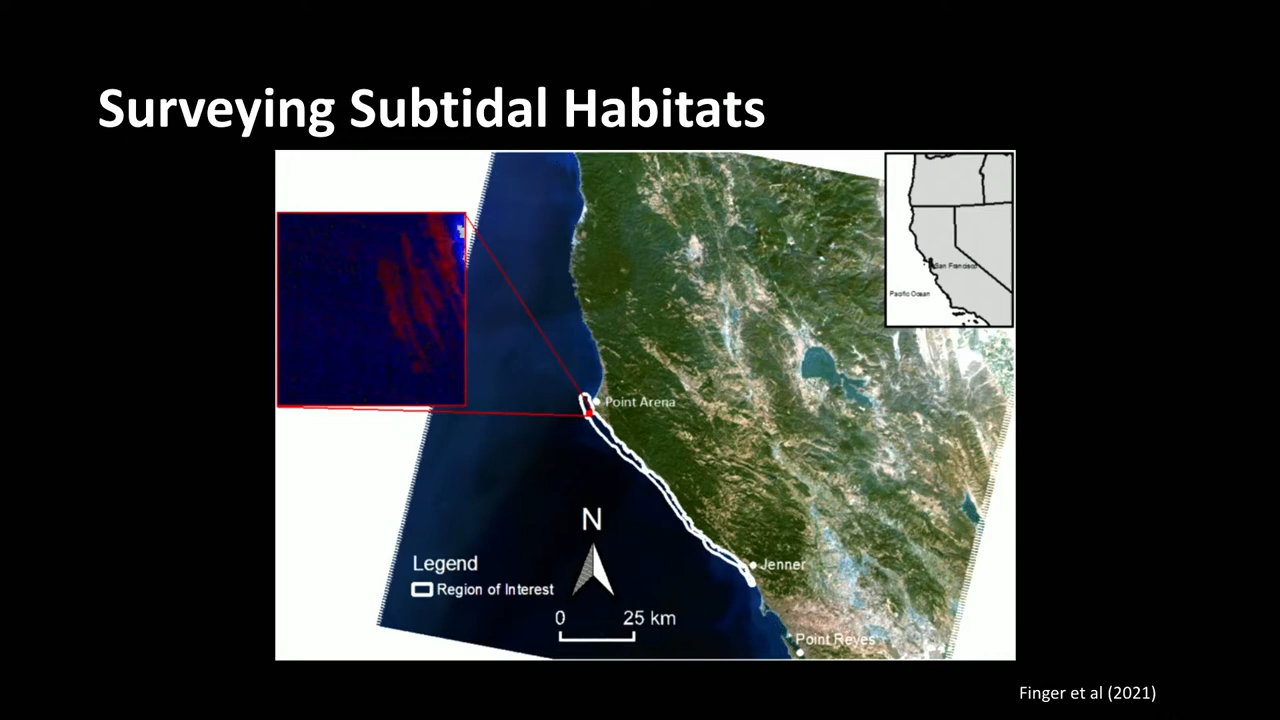 Surveying Subtidal Habitats
San Francisco
Pacific Ocean
Point Arena
N
Legend
Region of Interest
0 25 km
Jenner
Point Reyes
Finger et al (2021)